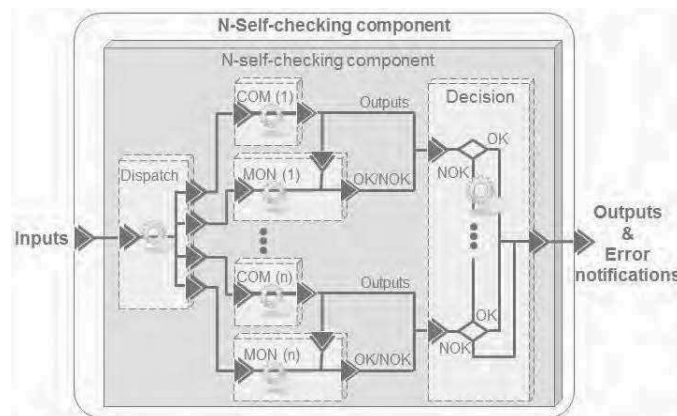 N-Self-checking component
N-self-checking component
COM (1)
Outputs
Decision
OK
Dispatch
MON (1)
OK/NOK
NOK
Inputs
Outputs
&
Error
notifications
COM (n)
Outputs
OK
NOK
MON (n)
OK/NOK